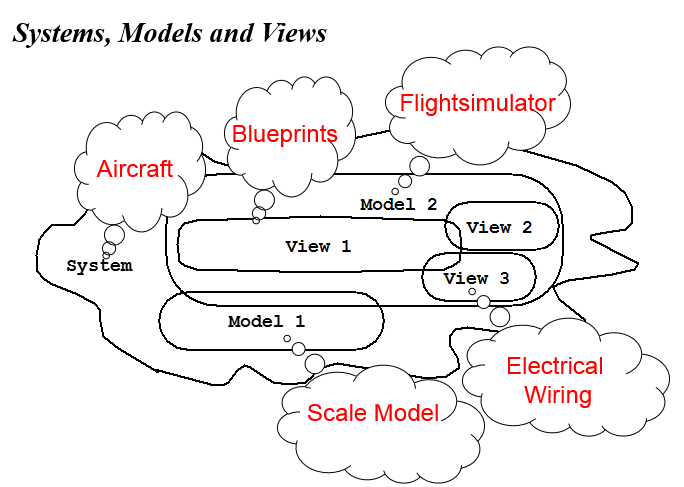 Systems, Models and Views
Flightsimulator
Blueprints
Aircraft
Model 2
View 2
View 1
System
View 3
Model 1
Electrical
Wiring
Scale Model